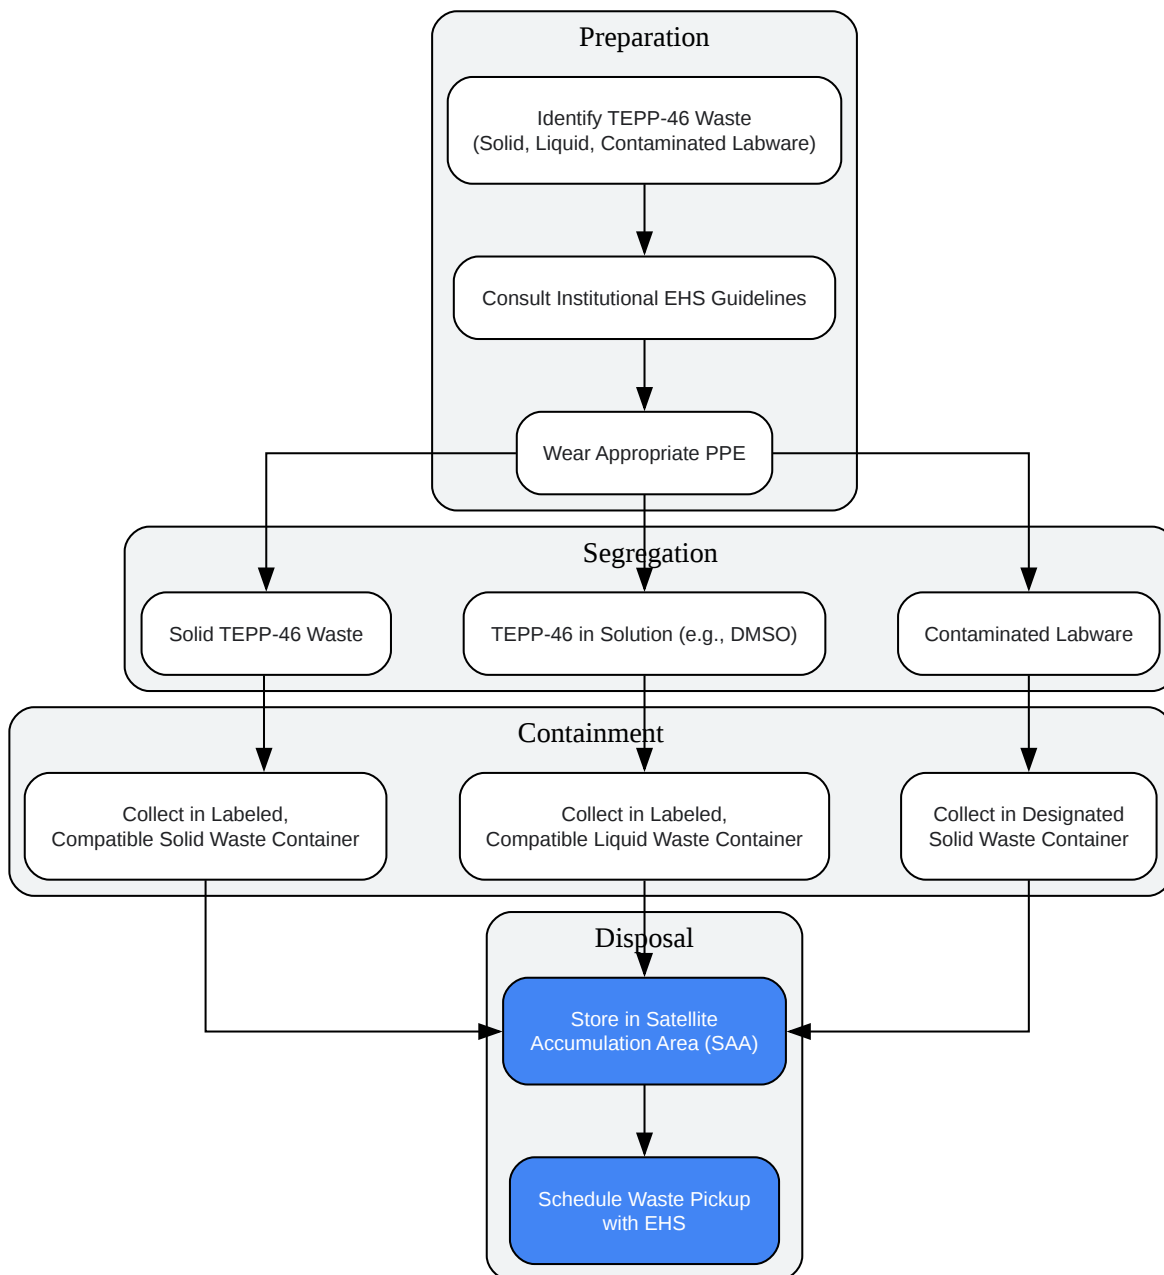 Preparation
Identify TEPP-46 Waste
(Solid, Liquid, Contaminated Labware)
Consult Institutional EHS Guidelines
Wear Appropriate PPE
Segregation
Solid TEPP-46 Waste
TEPP-46 in Solution (e.g., DMSO)
Contaminated Labware
Containment
Collect in Labeled,
Compatible Solid Waste Container
Collect in Labeled,
Compatible Liquid Waste Container
Collect in Designated
Solid Waste Container
Disposal
Store in Satellite
Accumulation Area (SAA)
Schedule Waste Pickup
with EHS